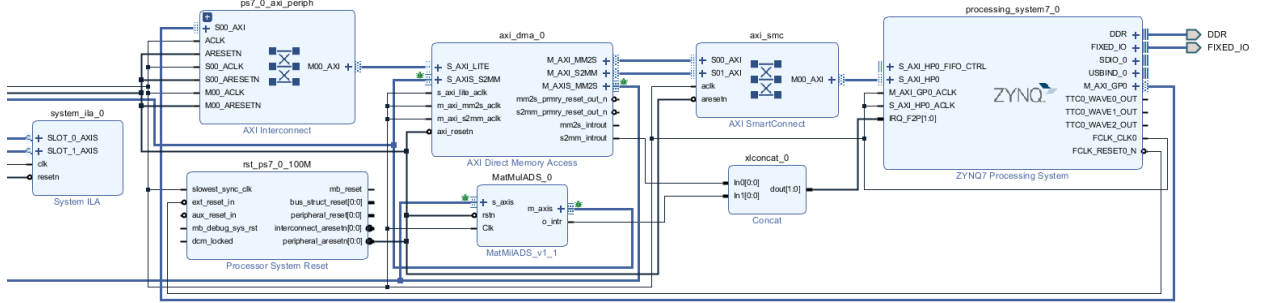 ps7_0_axi_periph
S00_AXI
ACLK
ARESETN
S00_ACLK
S00_ARESETN
M00_ACLK
M00_ARESETN
M00_AXI
AXI Interconnect
system_ila_0
SLOT_0_AXIS
SLOT_1_AXIS
clk
resetn
System ILA
rst_ps7_0_100M
slowest_sync_clk
ext_reset_in
aux_reset_in
mb_debug_sys_rst
dcm_locked
mb_reset
bus_struct_reset[0:0]
peripheral_reset[0:0]
interconnect_aresetn[0:0]
peripheral_aresetn[0:0]
Processor System Reset
axi_dma_0
S_AXI_LITE
S_AXIS_S2MM
s_axi_lite_aclk
m_axi_mm2s_aclk
m_axi_s2mm_aclk
axi_resetn
M_AXI_MM2S
M_AXI_S2MM
M_AXIS_MM2S
mm2s_prmry_reset_out_n
s2mm_prmry_reset_out_n
mm2s_introut
s2mm_introut
AXI Direct Memory Access
MatMulADS_0
s_axis
rstn
Clk
m_axis
o_intr
MatMilADS_v1_1
axi_smc
S00_AXI
S01_AXI
aclk
aresetn
M00_AXI
AXI SmartConnect
xlconcat_0
In0[0:0]
In1[0:0]
dout[1:0]
Concat
processing_system7_0
S_AXI_HP0_FIFO_CTRL
S_AXI_HP0
M_AXI_GP0_ACLK
S_AXI_HP0_ACLK
IRQ_F2P[1:0]
ZYNQ
DDR
FIXED_IO
SDIO_0
USBIND_0
M_AXI_GP0
TTC0_WAVE0_OUT
TTC0_WAVE1_OUT
TTC0_WAVE2_OUT
FCLK_CLK0
FCLK_RESET0_N
ZYNQ7 Processing System
DDR
FIXED_IO